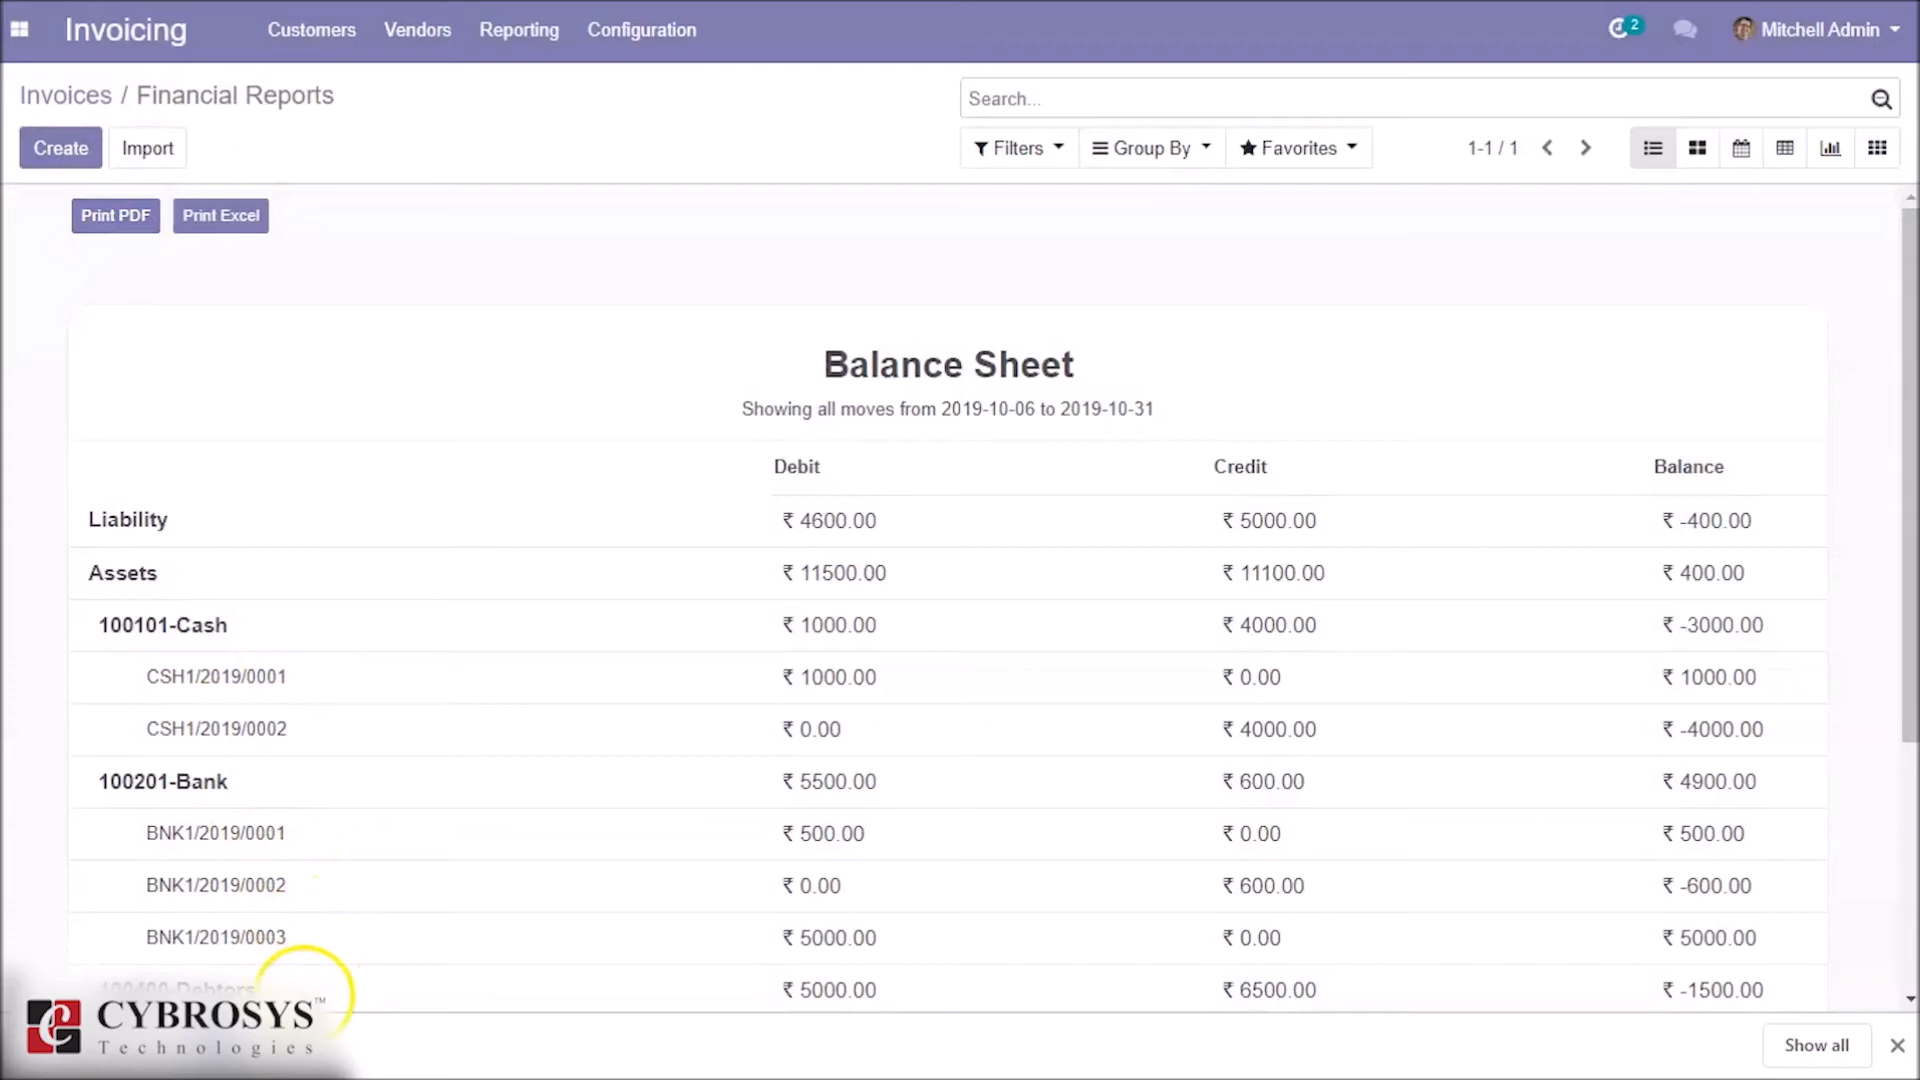 Invoicing Customers Vendors Reporting Configuration 2 Mitchell Admin
Invoices / Financial Reports Search...
Create Import Filters Group By Favorites 1-1 / 1
Print PDF Print Excel
Balance Sheet
Showing all moves from 2019-10-06 to 2019-10-31
Debit Credit Balance
Liability ₹ 4600.00 ₹ 5000.00 ₹ -400.00
Assets ₹ 11500.00 ₹ 11100.00 ₹ 400.00
100101-Cash ₹ 1000.00 ₹ 4000.00 ₹ -3000.00
CSH1/2019/0001 ₹ 1000.00 ₹ 0.00 ₹ 1000.00
CSH1/2019/0002 ₹ 0.00 ₹ 4000.00 ₹ -4000.00
100201-Bank ₹ 5500.00 ₹ 600.00 ₹ 4900.00
BNK1/2019/0001 ₹ 500.00 ₹ 0.00 ₹ 500.00
BNK1/2019/0002 ₹ 0.00 ₹ 600.00 ₹ -600.00
BNK1/2019/0003 ₹ 5000.00 ₹ 0.00 ₹ 5000.00
100400-Debtors ₹ 5000.00 ₹ 6500.00 ₹ -1500.00
CYBROSYS™
Technologies
Show all